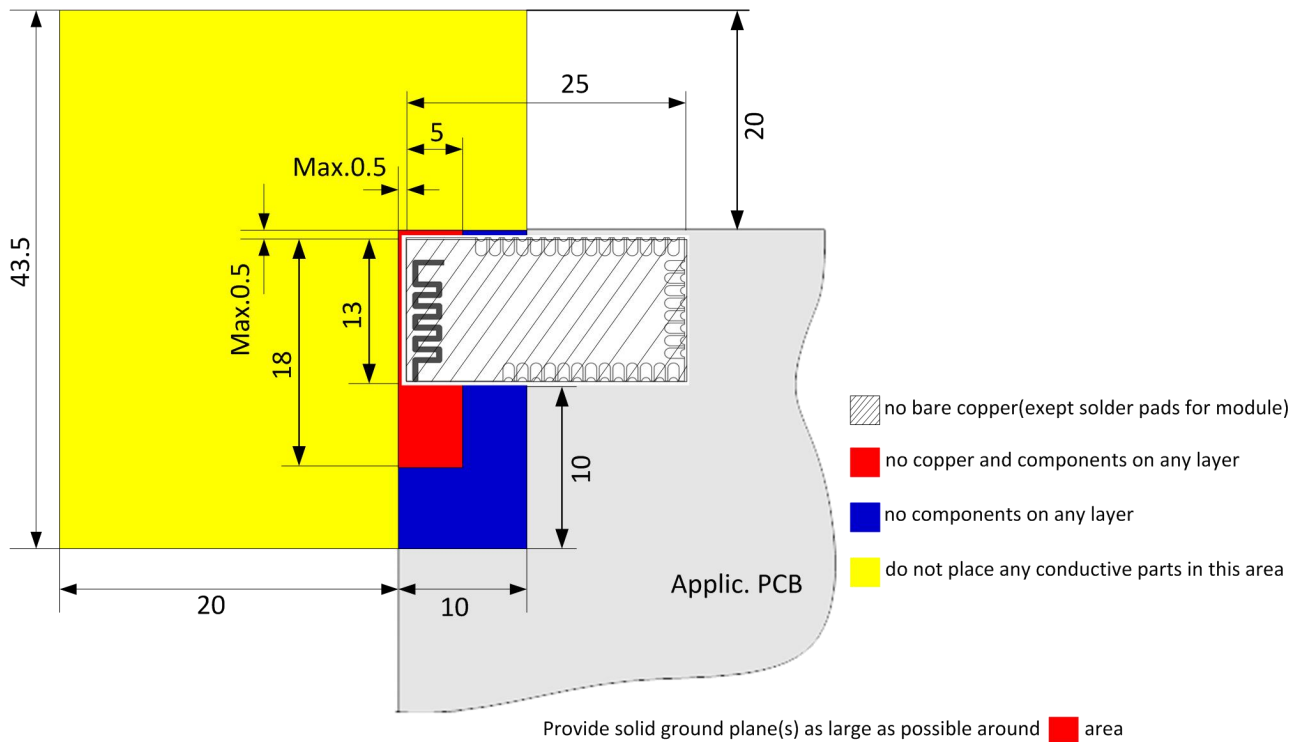 25
20
5
Max.0.5
43.5
Max.0.5
13
18
no bare copper(exept solder pads for module)
no copper and components on any layer
10
no components on any layer
do not place any conductive parts in this area
Applic. PCB
20
10
Provide solid ground plane(s) as large as possible around area